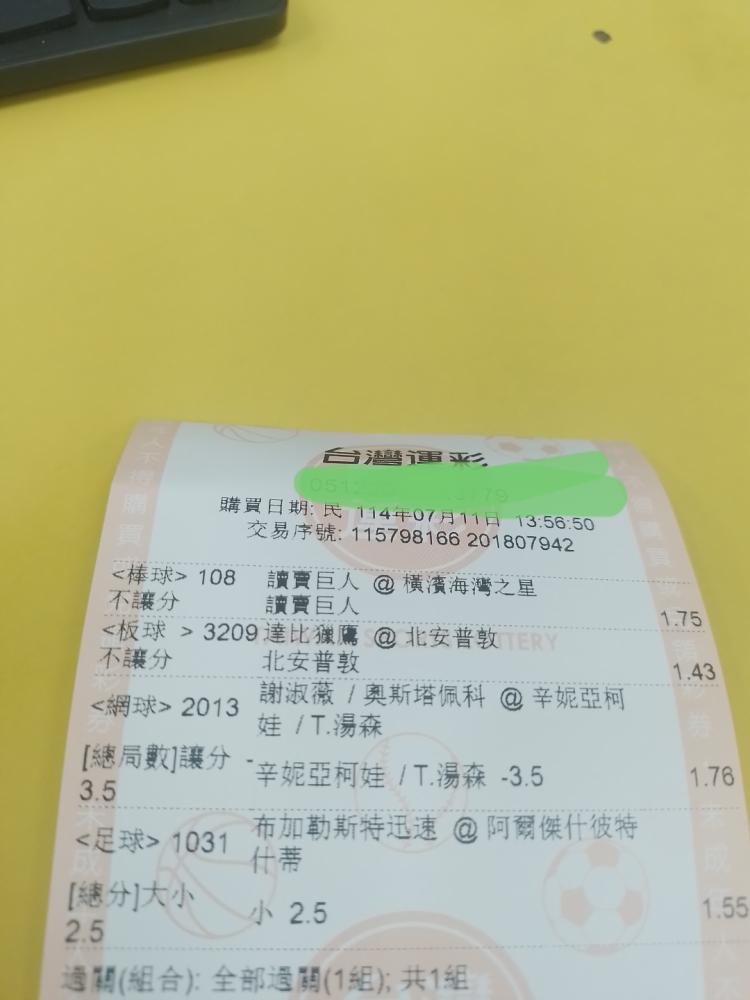 台灣運彩
購買日期: 民 114年07月11日 13:56:50
交易序號: 115798166 201807942
<棒球> 108 讀賣巨人 @ 橫濱海灣之星
不讓分 讀賣巨人 1.75
<板球 > 3209 達比獵鷹 @ 北安普敦
不讓分 北安普敦 1.43
<網球> 2013 謝淑薇 / 奧斯塔佩科 @ 辛妮亞柯
娃 / T.湯森
[總局數]讓分 -
3.5 辛妮亞柯娃 / T.湯森 -3.5 1.76
<足球> 1031 布加勒斯特迅速 @ 阿爾傑什彼特
什蒂
[總分]大小 小 2.5 1.55
2.5
過關(組合): 全部過關(1組); 共1組